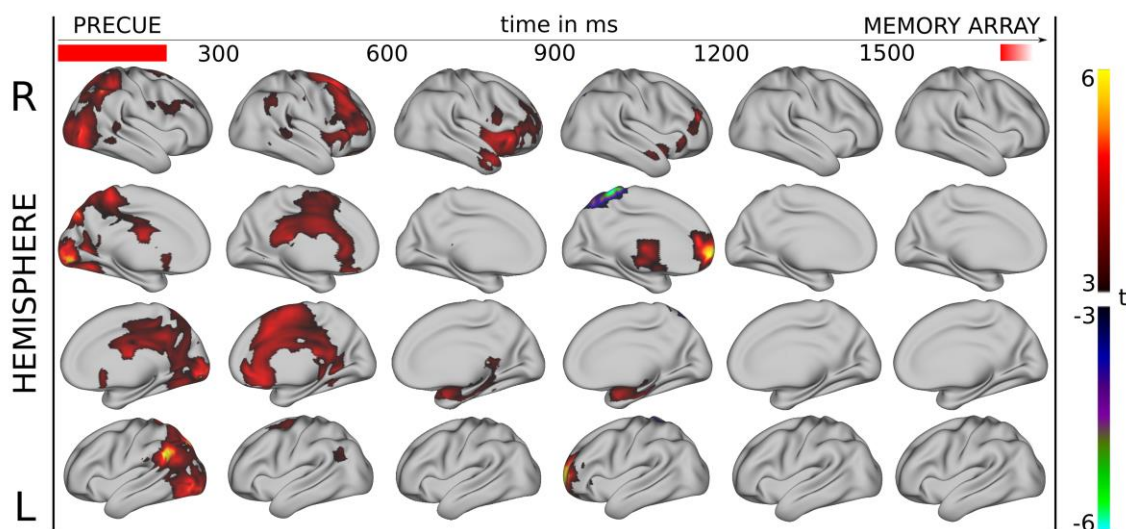 PRECUE time in ms MEMORY ARRAY
300 600 900 1200 1500
R
HEMISPHERE
L
6
3
t
-3
-6